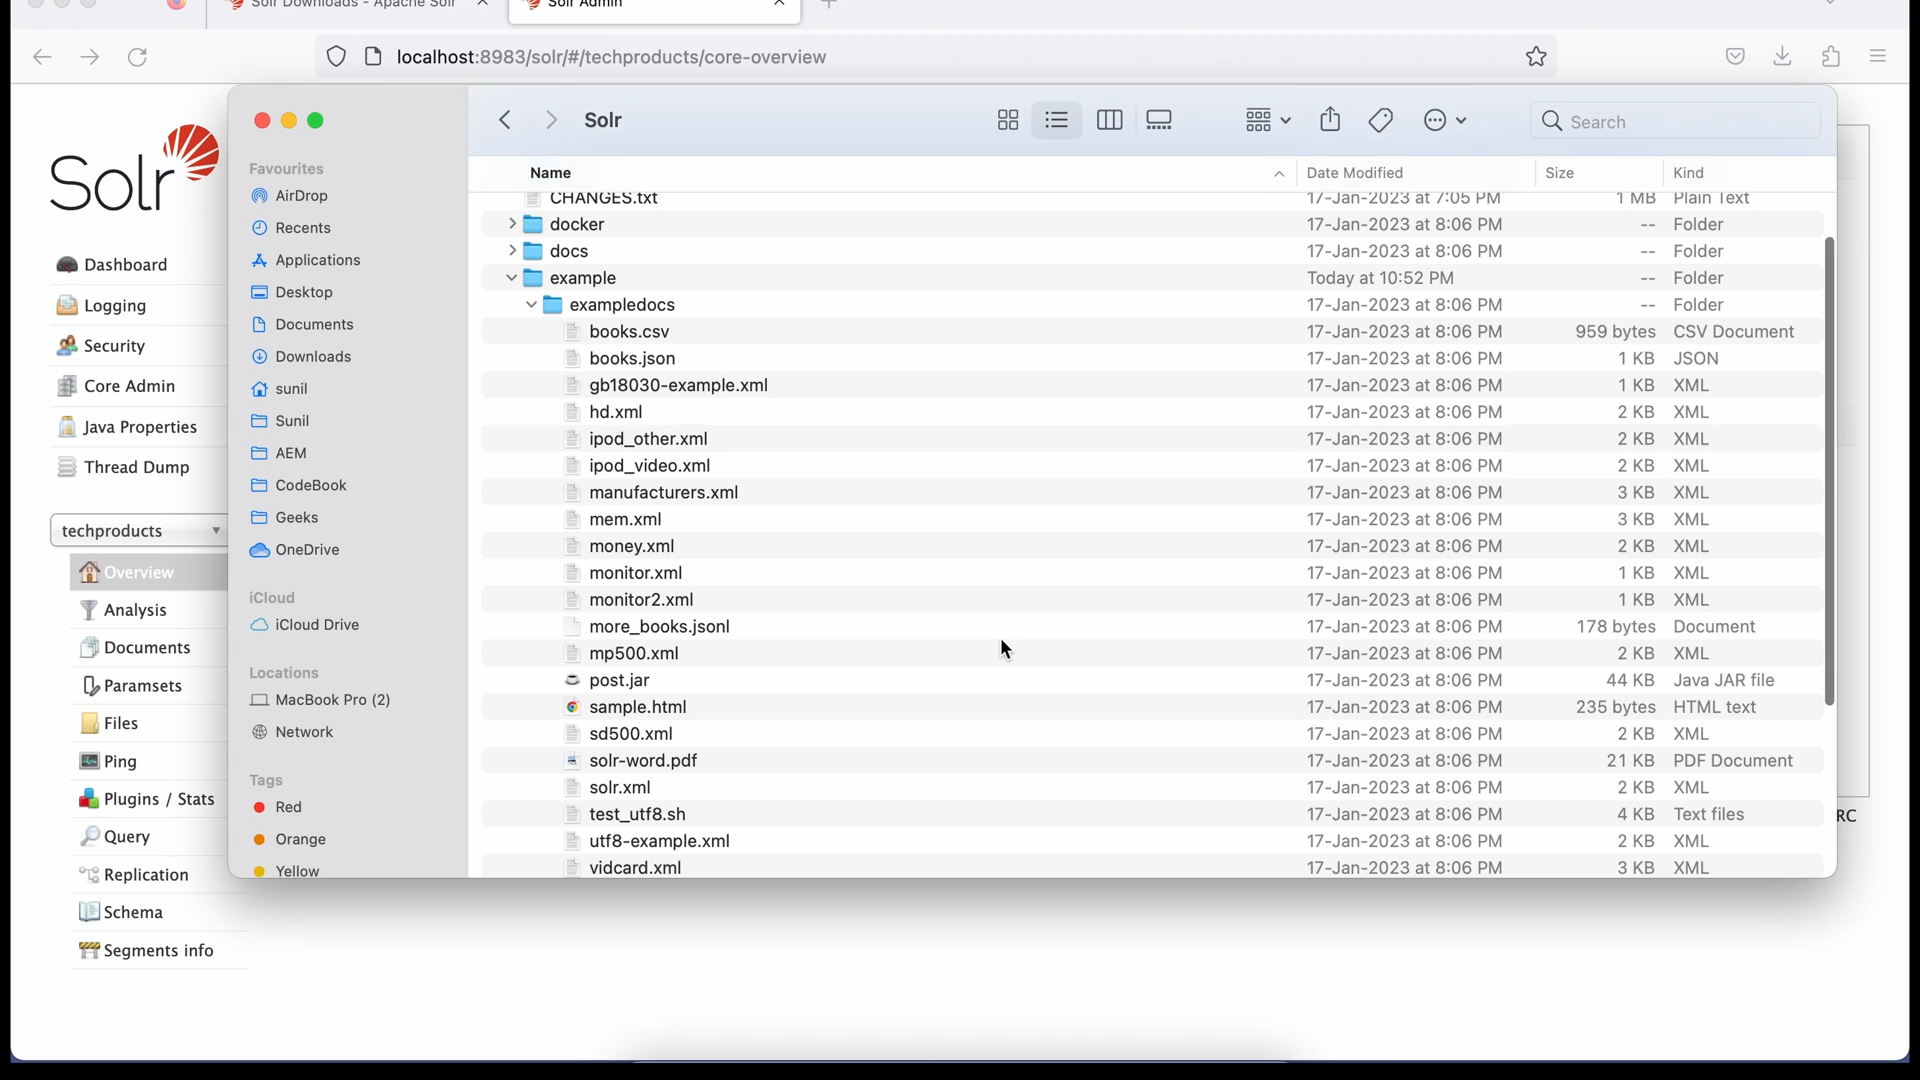 Solr Downloads - Apache Solr
Solr Admin
localhost:8983/solr/#/techproducts/core-overview
Solr
Dashboard
Logging
Security
Core Admin
Java Properties
Thread Dump
techproducts
Overview
Analysis
Documents
Paramsets
Files
Ping
Plugins / Stats
Query
Replication
Schema
Segments info
Favourites
AirDrop
Recents
Applications
Desktop
Documents
Downloads
sunil
Sunil
AEM
CodeBook
Geeks
OneDrive
iCloud
iCloud Drive
Locations
MacBook Pro (2)
Network
Tags
Red
Orange
Yellow
Solr
Search
Name Date Modified Size Kind
CHANGES.txt 17-Jan-2023 at 7:05 PM 1 MB Plain Text
docker 17-Jan-2023 at 8:06 PM -- Folder
docs 17-Jan-2023 at 8:06 PM -- Folder
example Today at 10:52 PM -- Folder
exampledocs 17-Jan-2023 at 8:06 PM -- Folder
books.csv 17-Jan-2023 at 8:06 PM 959 bytes CSV Document
books.json 17-Jan-2023 at 8:06 PM 1 KB JSON
gb18030-example.xml 17-Jan-2023 at 8:06 PM 1 KB XML
hd.xml 17-Jan-2023 at 8:06 PM 2 KB XML
ipod_other.xml 17-Jan-2023 at 8:06 PM 2 KB XML
ipod_video.xml 17-Jan-2023 at 8:06 PM 2 KB XML
manufacturers.xml 17-Jan-2023 at 8:06 PM 3 KB XML
mem.xml 17-Jan-2023 at 8:06 PM 3 KB XML
money.xml 17-Jan-2023 at 8:06 PM 2 KB XML
monitor.xml 17-Jan-2023 at 8:06 PM 1 KB XML
monitor2.xml 17-Jan-2023 at 8:06 PM 1 KB XML
more_books.jsonl 17-Jan-2023 at 8:06 PM 178 bytes Document
mp500.xml 17-Jan-2023 at 8:06 PM 2 KB XML
post.jar 17-Jan-2023 at 8:06 PM 44 KB Java JAR file
sample.html 17-Jan-2023 at 8:06 PM 235 bytes HTML text
sd500.xml 17-Jan-2023 at 8:06 PM 2 KB XML
solr-word.pdf 17-Jan-2023 at 8:06 PM 21 KB PDF Document
solr.xml 17-Jan-2023 at 8:06 PM 2 KB XML
test_utf8.sh 17-Jan-2023 at 8:06 PM 4 KB Text files
utf8-example.xml 17-Jan-2023 at 8:06 PM 2 KB XML
vidcard.xml 17-Jan-2023 at 8:06 PM 3 KB XML
RC